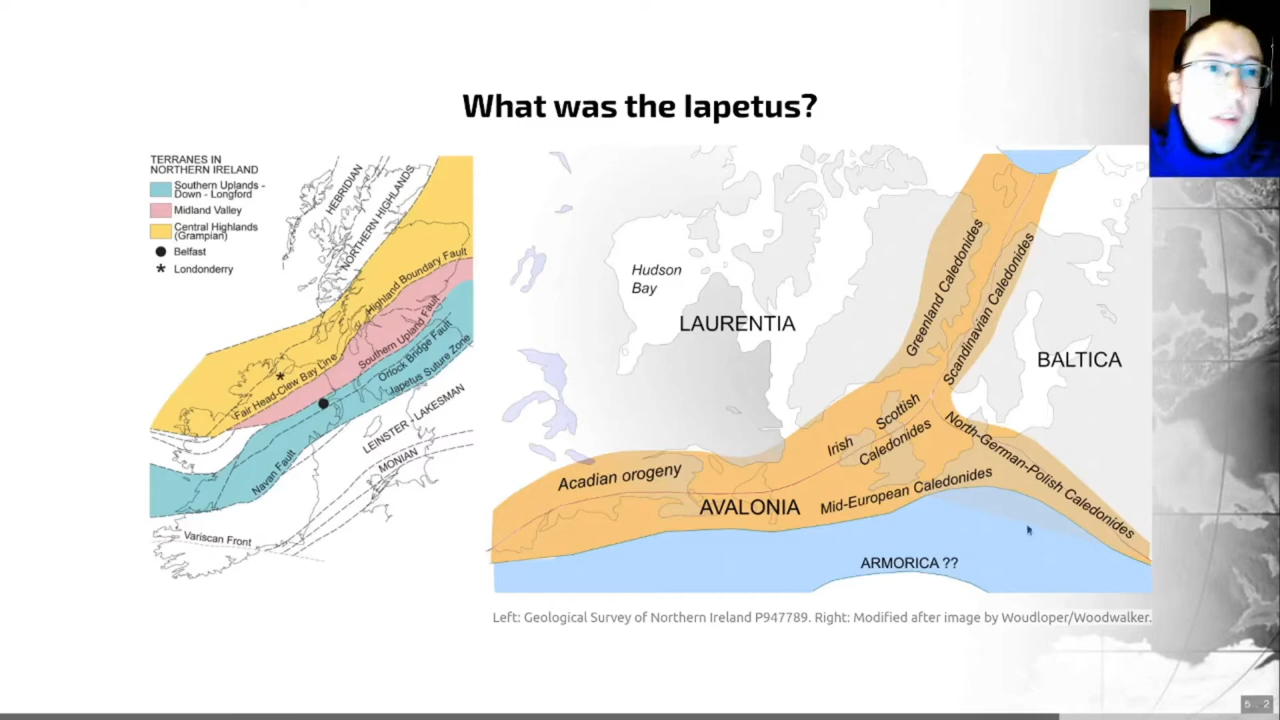 What was the Iapetus?
TERRANES IN
NORTHERN IRELAND
Southern Uplands -
Down - Longford
Midland Valley
Central Highlands
(Grampian)
Belfast
Londonderry
HEBRIDIAN
NORTHERN HIGHLANDS
Highland Boundary Fault
Southern Upland Fault
Fair Head-Clew Bay Line
Orlock Bridge Fault
Iapetus Suture Zone
LEINSTER - LAKESMAN
MONIAN
Navan Fault
Variscan Front
Hudson
Bay
LAURENTIA
Greenland Caledonides
Scandinavian Caledonides
BALTICA
Irish
Scottish
Caledonides
North-German-Polish Caledonides
Acadian orogeny
AVALONIA
Mid-European Caledonides
ARMORICA ??
Left: Geological Survey of Northern Ireland P947789. Right: Modified after image by Woudloper/Woodwalker.
5 . 2